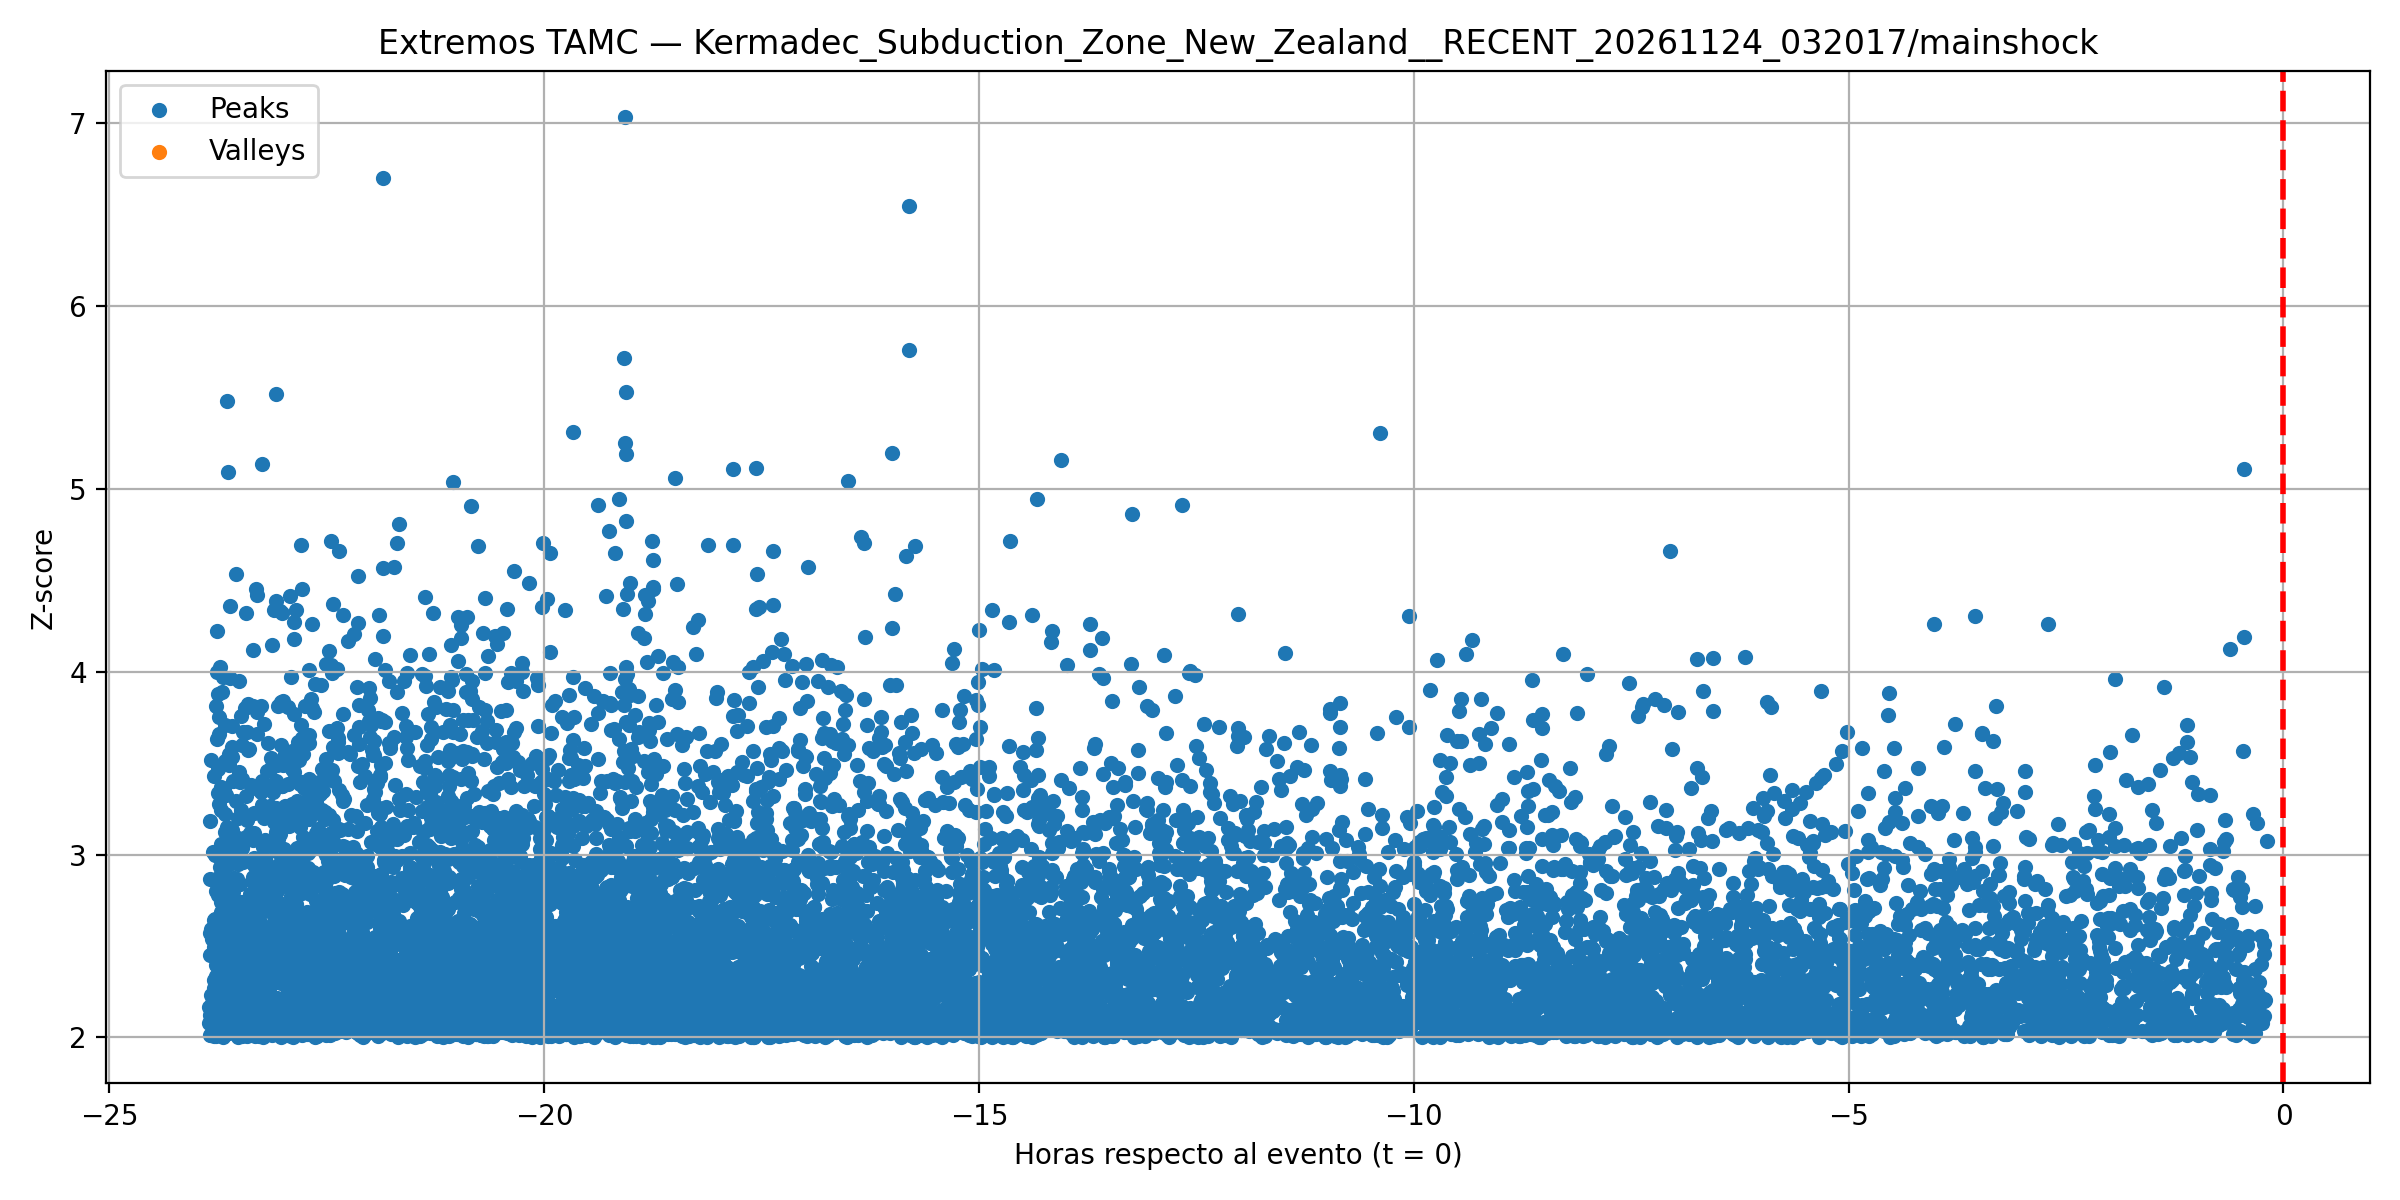 Extremos TAMC — Kermadec_Subduction_Zone_New_Zealand__RECENT_20261124_032017/mainshock
Peaks
Valleys
7
6
5
4
3
2
Z-score
−25
−20
−15
−10
−5
0
Horas respecto al evento (t = 0)